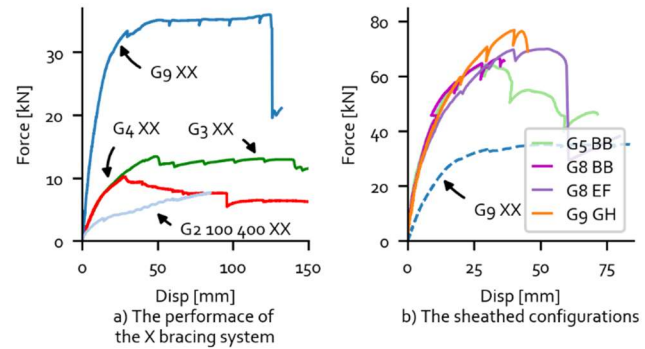 30
20
10
0
0
50
100
150
Force [kN]
Disp [mm]
G9 XX
G4 XX
G3 XX
G2 100 400 XX
a) The performace of
the X bracing system
80
60
40
20
0
0
25
50
75
Force [kN]
Disp [mm]
G9 XX
G5 BB
G8 BB
G8 EF
G9 GH
b) The sheathed configurations